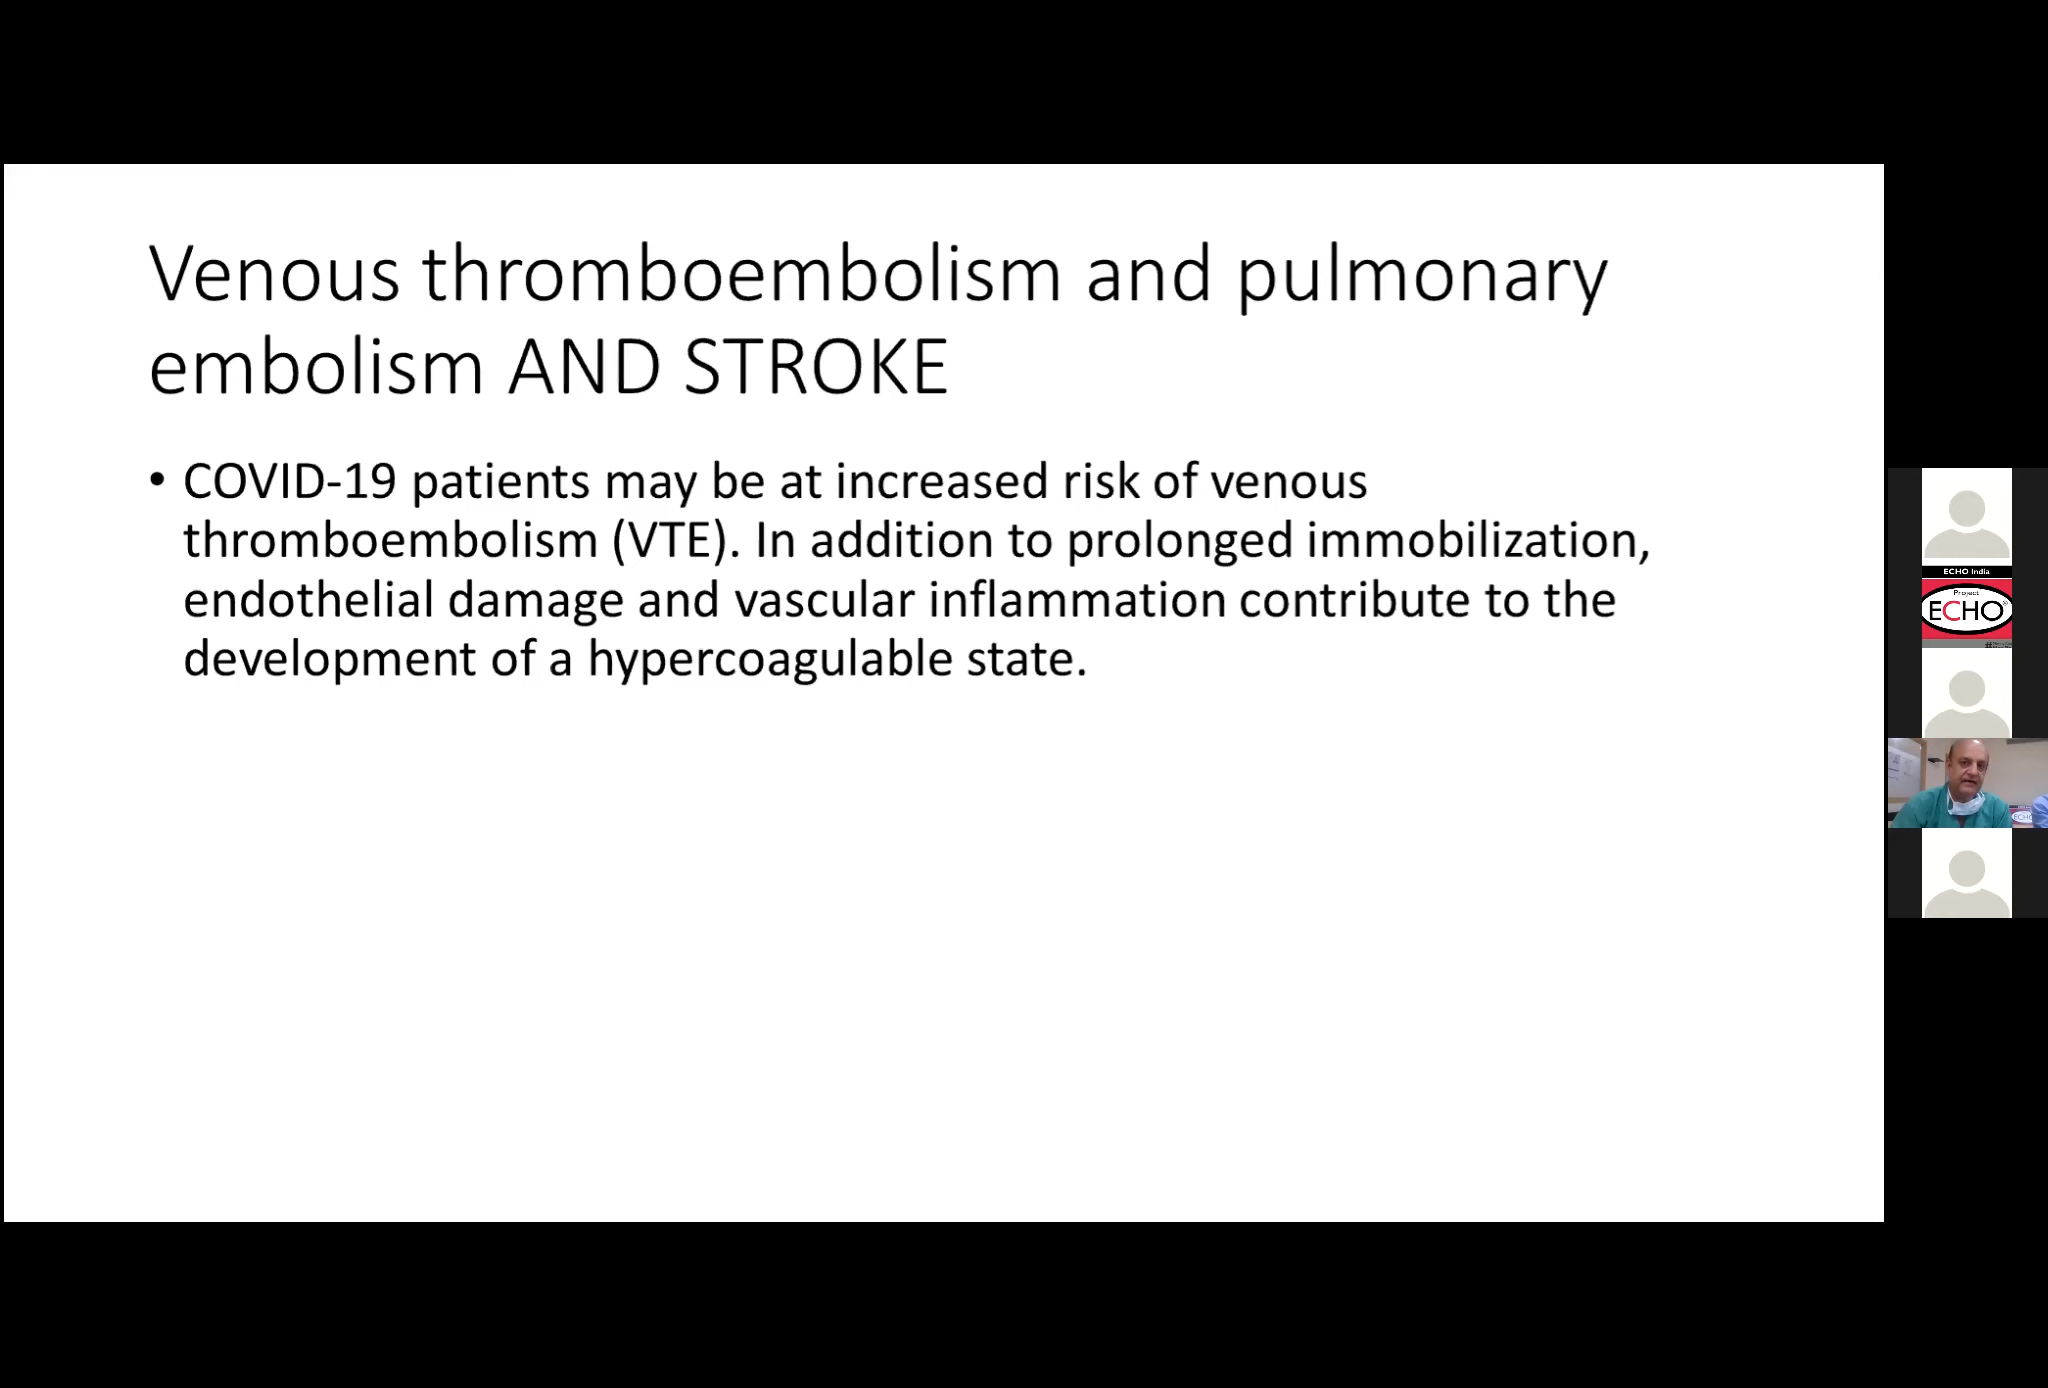 Venous thromboembolism and pulmonary
embolism AND STROKE
• COVID-19 patients may be at increased risk of venous
thromboembolism (VTE). In addition to prolonged immobilization,
endothelial damage and vascular inflammation contribute to the
development of a hypercoagulable state.
ECHO India
Project
ECHO®
ECHO